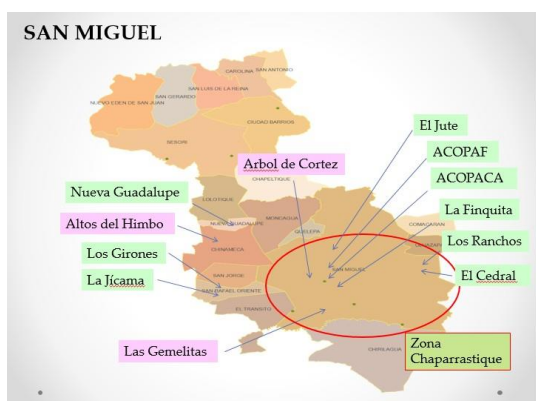 SAN MIGUEL
CAROLINA
SAN ANTONIO
SAN LUIS DE LA REINA
SAN GERARDO
NUEVO EDEN DE SAN JUAN
CIUDAD BARRIOS
SESORI
El Jute
ACOPAF
Arbol de Cortez
ACOPACA
CHAPELTIQUE
Nueva Guadalupe
LOLOTIQUE
La Finquita
MONCAGUA
Altos del Himbo
NUEVA GUADALUPE
COMACARAN
QUELEPA
Los Ranchos
CHINAMECA
Los Girones
SAN MIGUEL
SAN JORGE
El Cedral
La Jícama
SAN RAFAEL ORIENTE
EL TRANSITO
Zona
Chaparrastique
Las Gemelitas
CHIRILAGUA